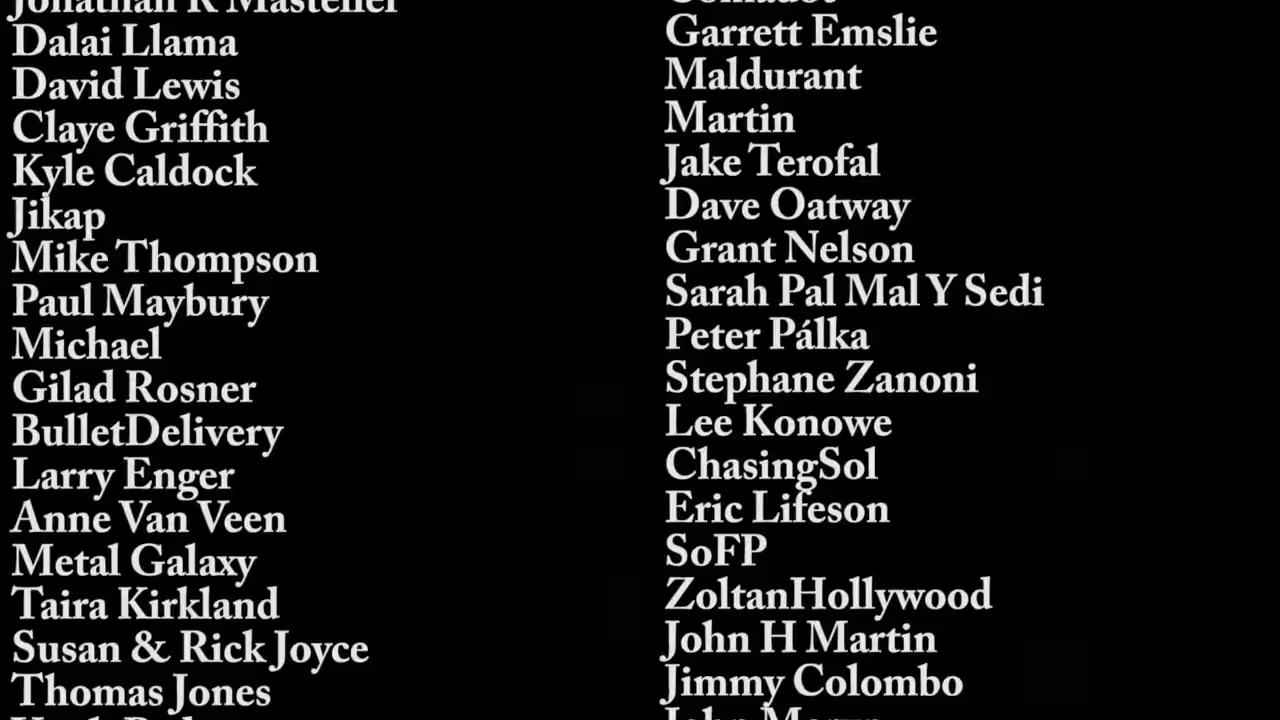 Dalai Llama
David Lewis
Claye Griffith
Kyle Caldock
Jikap
Mike Thompson
Paul Maybury
Michael
Gilad Rosner
BulletDelivery
Larry Enger
Anne Van Veen
Metal Galaxy
Taira Kirkland
Susan & Rick Joyce
Thomas Jones
Garrett Emslie
Maldurant
Martin
Jake Terofal
Dave Oatway
Grant Nelson
Sarah Pal Mal Y Sedi
Peter Pálka
Stephane Zanoni
Lee Konowe
ChasingSol
Eric Lifeson
SoFP
ZoltanHollywood
John H Martin
Jimmy Colombo